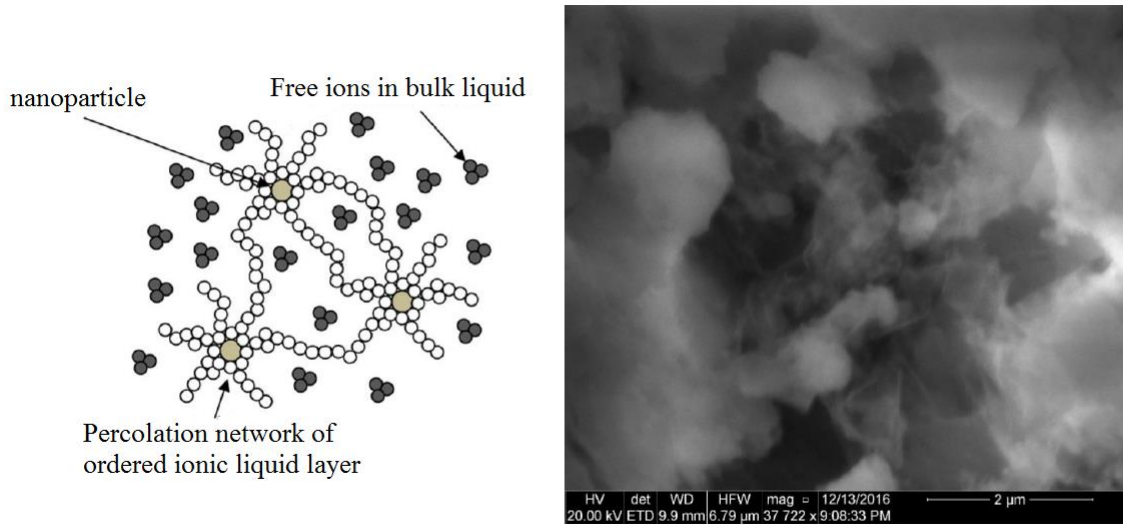 nanoparticle
Free ions in bulk liquid
Percolation network of
ordered ionic liquid layer
HV det WD HFW mag □ 12/13/2016 2 µm
20.00 kV ETD 9.9 mm 6.79 µm 37 722 x 9:08:33 PM